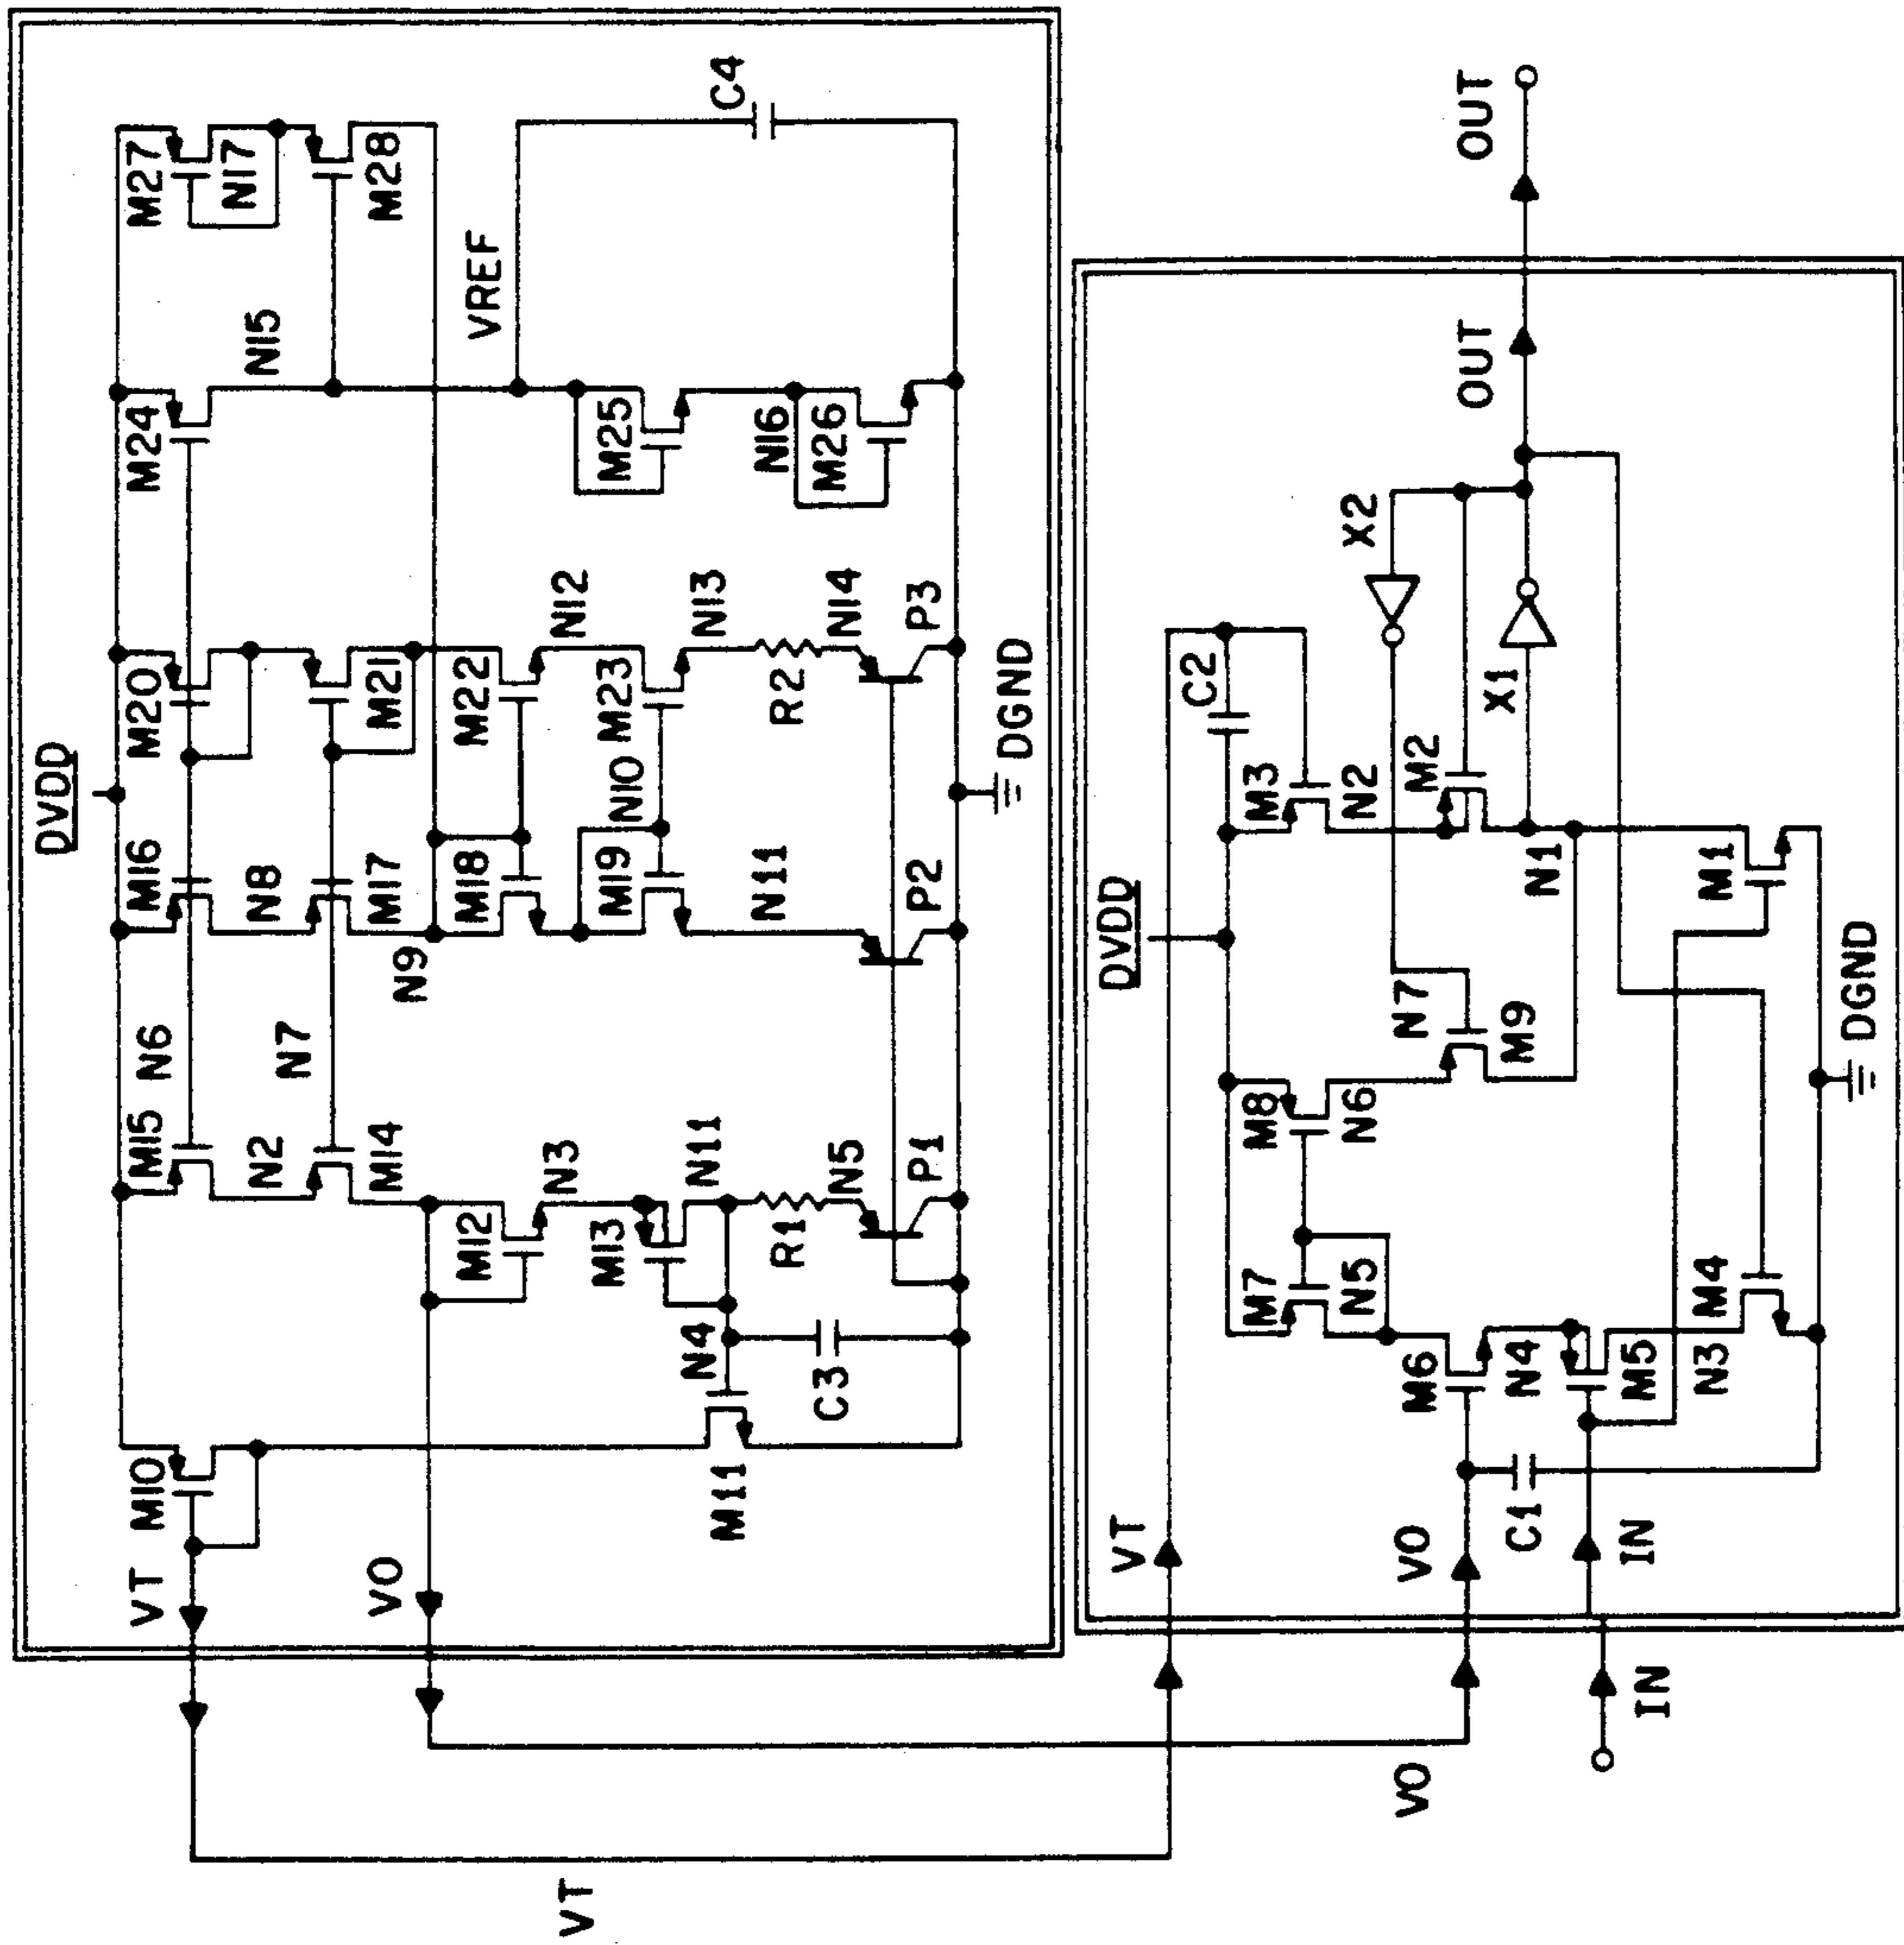 DVDD
M27
N17
M28
C4
M24
N15
VREF
M25
N16
M26
M20
M21
M22
N12
M23
N13
R2
N14
P3
DGND
M16
N8
M17
N9
M18
N10
M19
N11
P2
M15
N6
N2
N7
M14
M12
N3
M13
N11
R1
N5
P1
N4
C3
M10
M11
VT
VO
VT
VO
VT
VO
IN
IN
C1
DVDD
C2
M3
N2
M2
X2
X1
N1
M1
N7
M9
M8
N6
M7
N5
M6
N4
M5
N3
M4
DGND
OUT
OUT